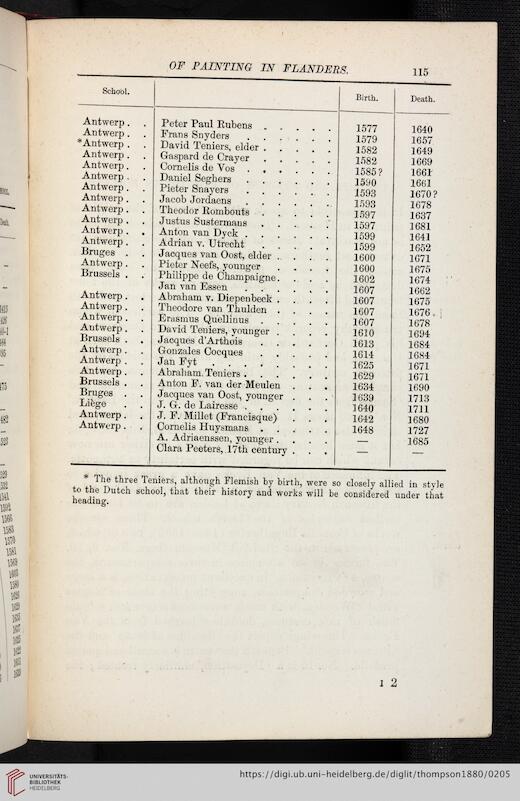 OF PAINTING IN FLANDERS. 115
School. Birth. Death.
Antwerp . . Peter Paul Rubens . . . . . 1577 1640
Antwerp . . Frans Snyders . . . . . 1579 1657
*Antwerp . . David Teniers, elder . . . . 1582 1649
Antwerp . . Gaspard de Crayer . . . . 1582 1669
Antwerp . . Cornelis de Vos . . . . . 1585? 1661
Antwerp . . Daniel Seghers . . . . . 1590 1661
Antwerp . . Pieter Snayers . . . . . 1593 1670?
Antwerp . . Jacob Jordaens . . . . . 1593 1678
Antwerp . . Theodor Rombouts . . . . 1597 1637
Antwerp . . Justus Sustermans . . . . 1597 1681
Antwerp . . Anton van Dyck . . . . . 1599 1641
Antwerp . . Adrian v. Utrecht . . . . 1599 1652
Bruges . . Jacques van Oost, elder . . . 1600 1671
Antwerp . . Pieter Neefs, younger . . . 1600 1675
Brussels . . Philippe de Champaigne . . . 1602 1674
Jan van Essen . . . . . 1607 1662
Antwerp . . Abraham v. Diepenbeck . . . 1607 1675
Antwerp . . Theodore van Thulden . . . 1607 1676
Antwerp . . Erasmus Quellinus . . . . 1607 1678
Antwerp . . David Teniers, younger . . . 1610 1694
Brussels . . Jacques d'Arthois . . . . 1613 1684
Antwerp . . Gonzales Cocques . . . . 1614 1684
Antwerp . . Jan Fyt . . . . . . 1625 1671
Antwerp . . Abraham Teniers . . . . . 1629 1671
Brussels . . Anton F. van der Meulen . . . 1634 1690
Bruges . . Jacques van Oost, younger . . 1639 1713
Liège . . J. G. de Lairesse . . . . . 1640 1711
Antwerp . . J. F. Millet (Francisque) . . . 1642 1680
Antwerp . . Cornelis Huysmans . . . . 1648 1727
A. Adriaenssen, younger . . . — 1685
Clara Peeters, 17th century . . . — —
* The three Teniers, although Flemish by birth, were so closely allied in style
to the Dutch school, that their history and works will be considered under that
heading.
I 2
UNIVERSITÄTS-
BIBLIOTHEK
HEIDELBERG
https://digi.ub.uni-heidelberg.de/diglit/thompson1880/0205